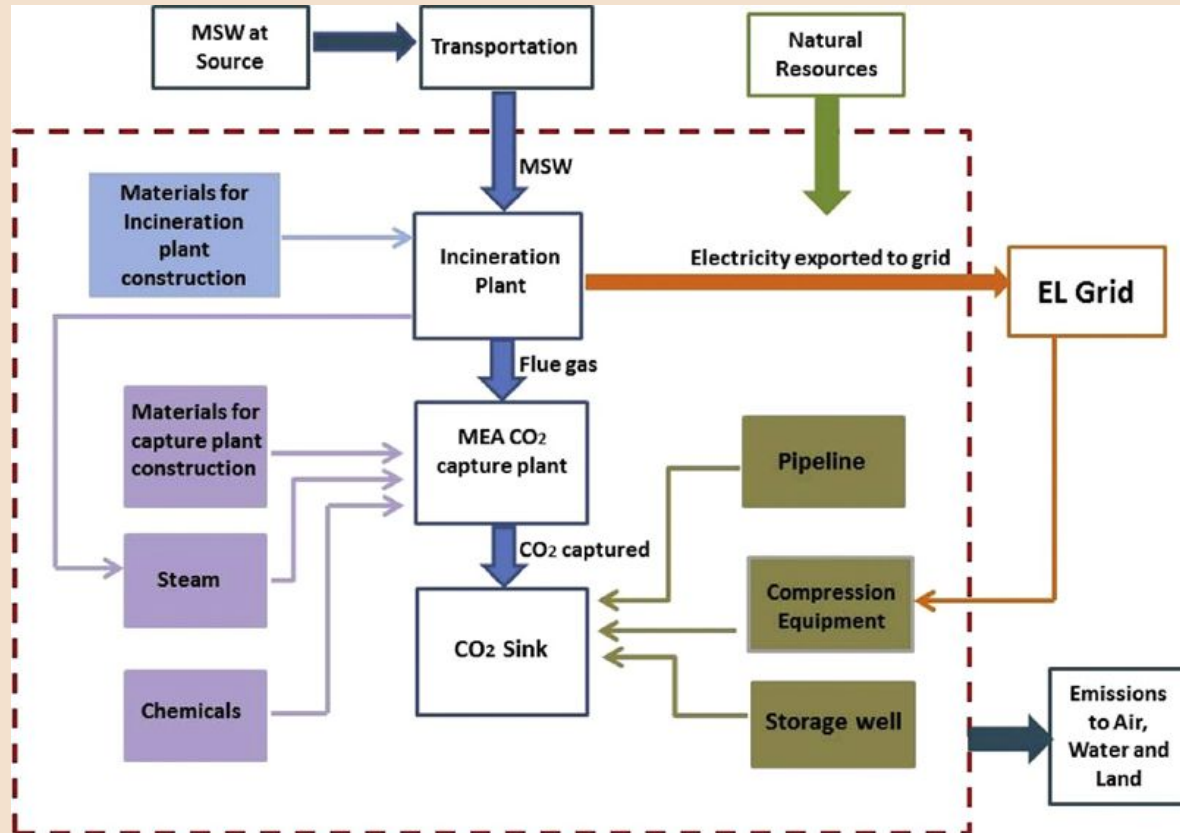 MSW at
Source
Transportation
Natural
Resources
MSW
Materials for
Incineration
plant
construction
Incineration
Plant
Electricity exported to grid
EL Grid
Flue gas
Materials for
capture plant
construction
MEA CO₂
capture plant
Pipeline
CO₂ captured
Steam
Compression
Equipment
CO₂ Sink
Chemicals
Storage well
Emissions
to Air,
Water and
Land